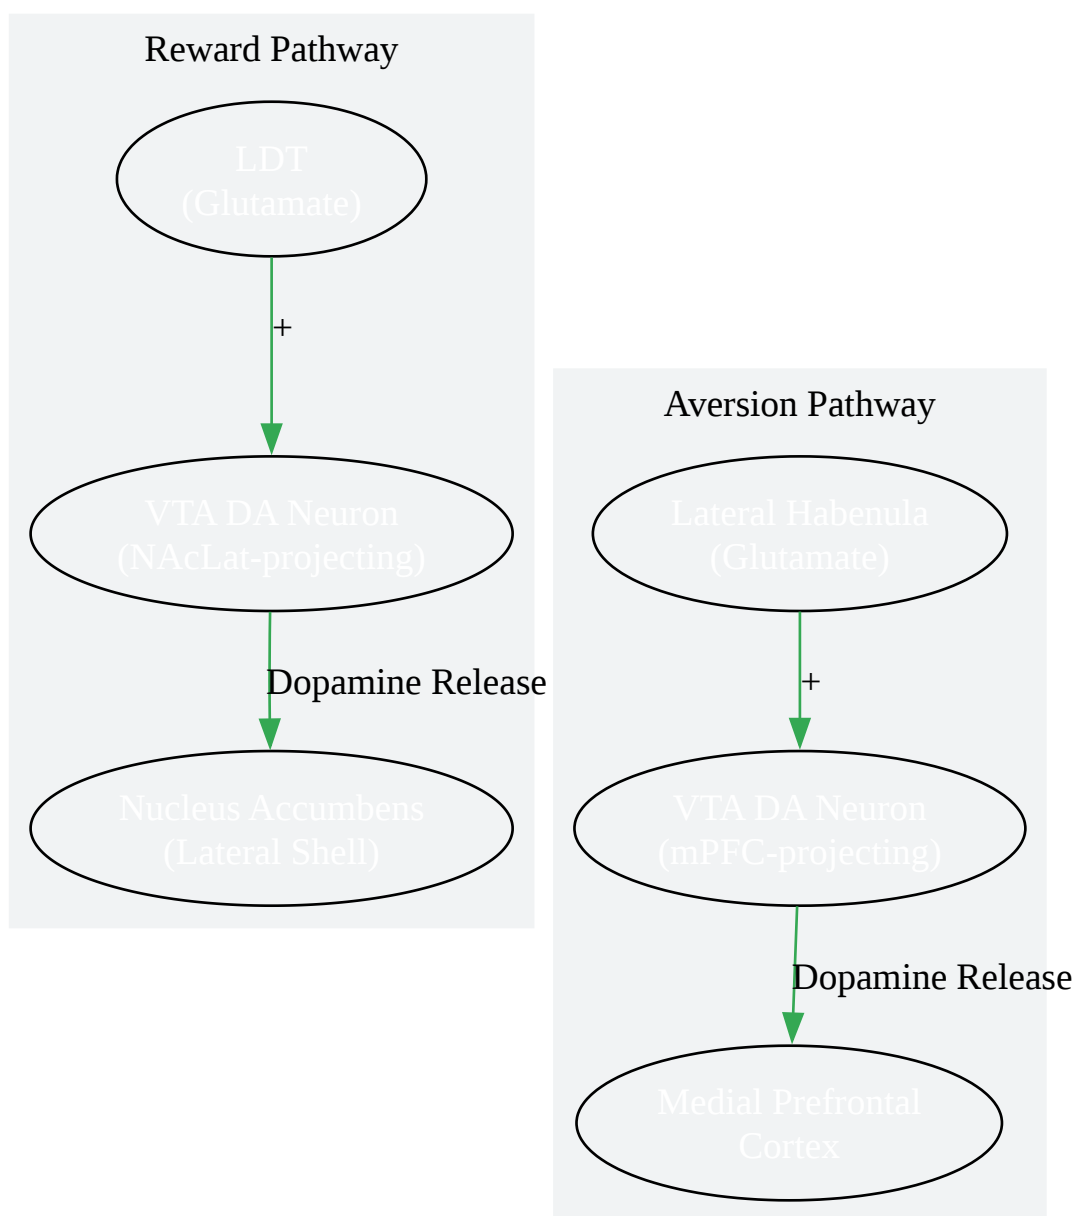 Reward Pathway
LDT
(Glutamate)
+
VTA DA Neuron
(NAcLat-projecting)
Dopamine Release
Nucleus Accumbens
(Lateral Shell)
Aversion Pathway
Lateral Habenula
(Glutamate)
+
VTA DA Neuron
(mPFC-projecting)
Dopamine Release
Medial Prefrontal
Cortex